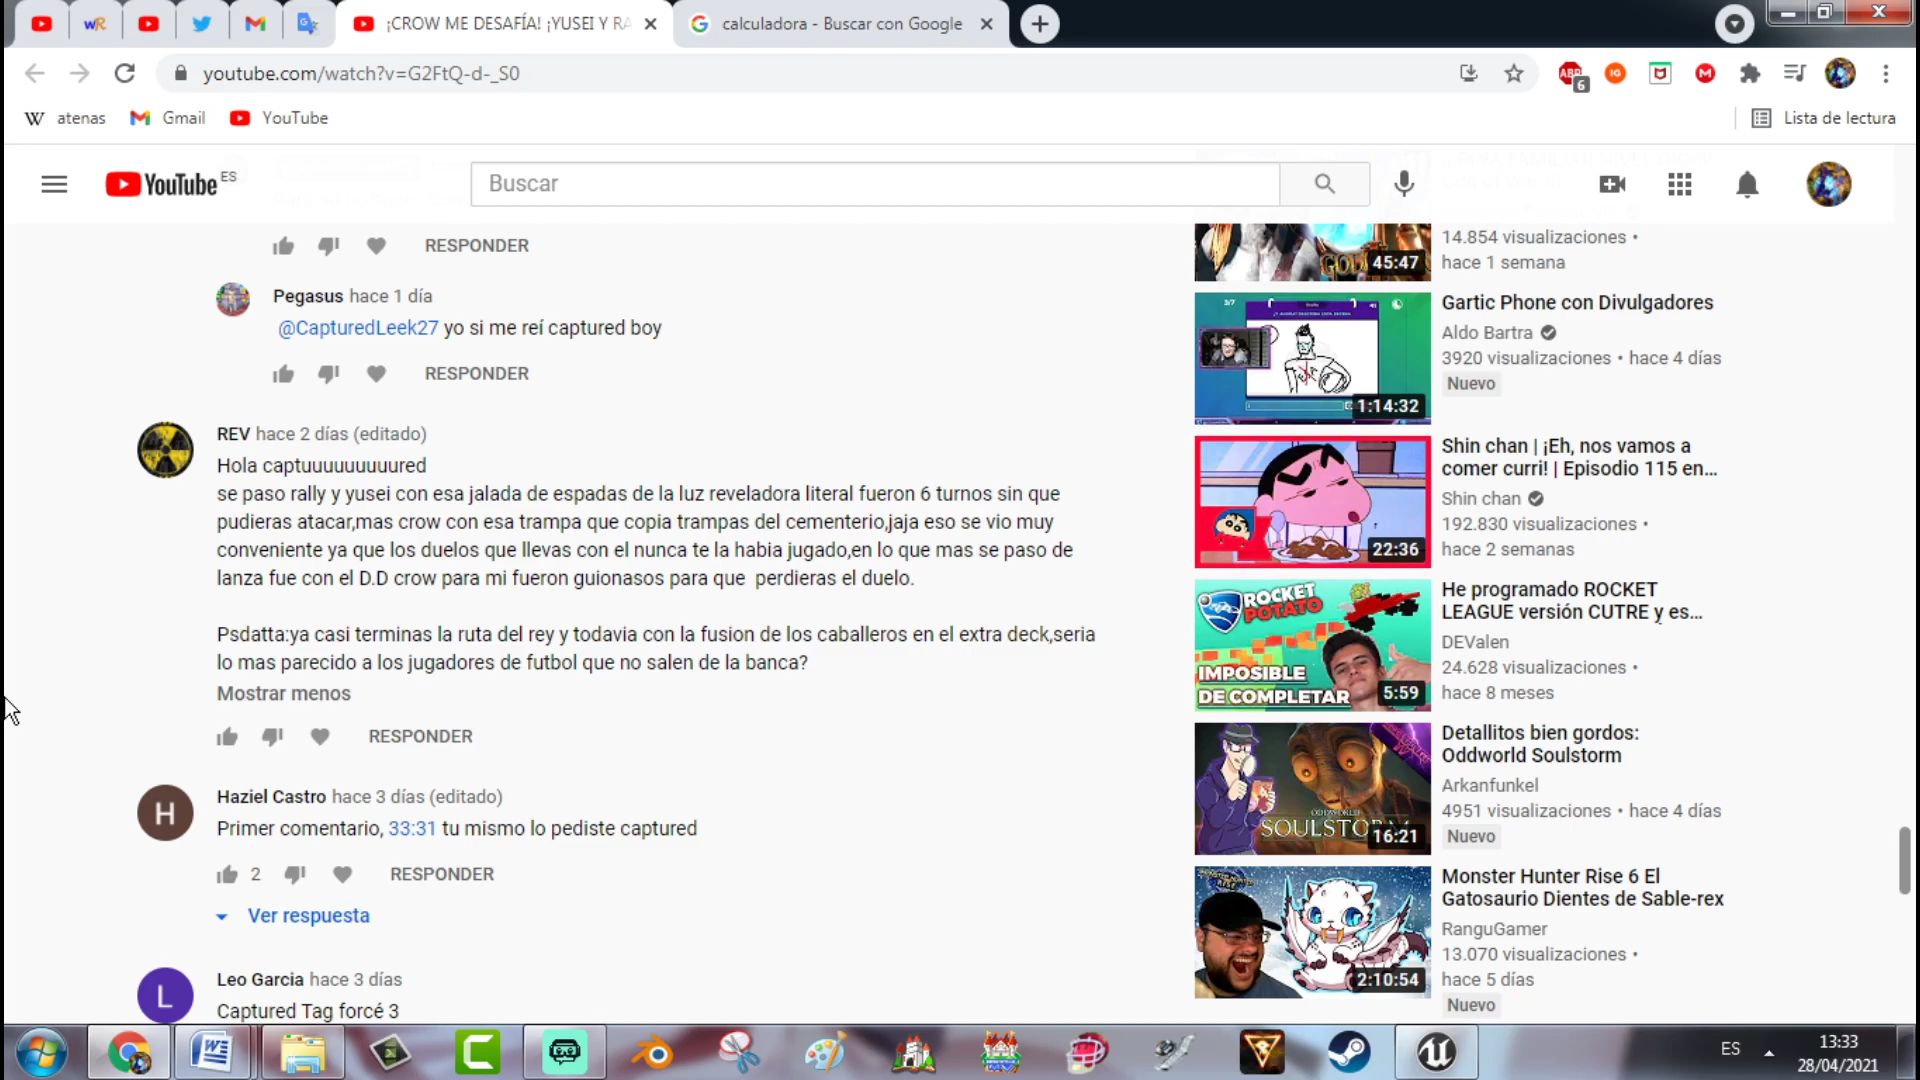 ¡CROW ME DESAFÍA! ¡YUSEI Y RA
calculadora - Buscar con Google
youtube.com/watch?v=G2FtQ-d-_S0
ABP
6
IG
M
W atenas
Gmail
YouTube
Lista de lectura
YouTube ES
Buscar
RESPONDER
Pegasus hace 1 día
@CapturedLeek27 yo si me reí captured boy
RESPONDER
REV hace 2 días (editado)
Hola captuuuuuuuuured
se paso rally y yusei con esa jalada de espadas de la luz reveladora literal fueron 6 turnos sin que
pudieras atacar,mas crow con esa trampa que copia trampas del cementerio,jaja eso se vio muy
conveniente ya que los duelos que llevas con el nunca te la habia jugado,en lo que mas se paso de
lanza fue con el D.D crow para mi fueron guionasos para que  perdieras el duelo.
Psdatta:ya casi terminas la ruta del rey y todavia con la fusion de los caballeros en el extra deck,seria
lo mas parecido a los jugadores de futbol que no salen de la banca?
Mostrar menos
RESPONDER
H
Haziel Castro hace 3 días (editado)
Primer comentario, 33:31 tu mismo lo pediste captured
2
RESPONDER
Ver respuesta
L
Leo Garcia hace 3 días
Captured Tag forcé 3
45:47
14.854 visualizaciones •
hace 1 semana
3/7
1:14:32
Gartic Phone con Divulgadores
Aldo Bartra
3920 visualizaciones • hace 4 días
Nuevo
22:36
Shin chan | ¡Eh, nos vamos a
comer curri! | Episodio 115 en...
Shin chan
192.830 visualizaciones •
hace 2 semanas
ROCKET
POTATO
IMPOSIBLE
DE COMPLETAR
5:59
He programado ROCKET
LEAGUE versión CUTRE y es...
DEValen
24.628 visualizaciones •
hace 8 meses
ODDWORLD
SOULSTORM
16:21
Detallitos bien gordos:
Oddworld Soulstorm
Arkanfunkel
4951 visualizaciones • hace 4 días
Nuevo
2:10:54
Monster Hunter Rise 6 El
Gatosaurio Dientes de Sable-rex
RanguGamer
13.070 visualizaciones •
hace 5 días
Nuevo
ES
13:33
28/04/2021